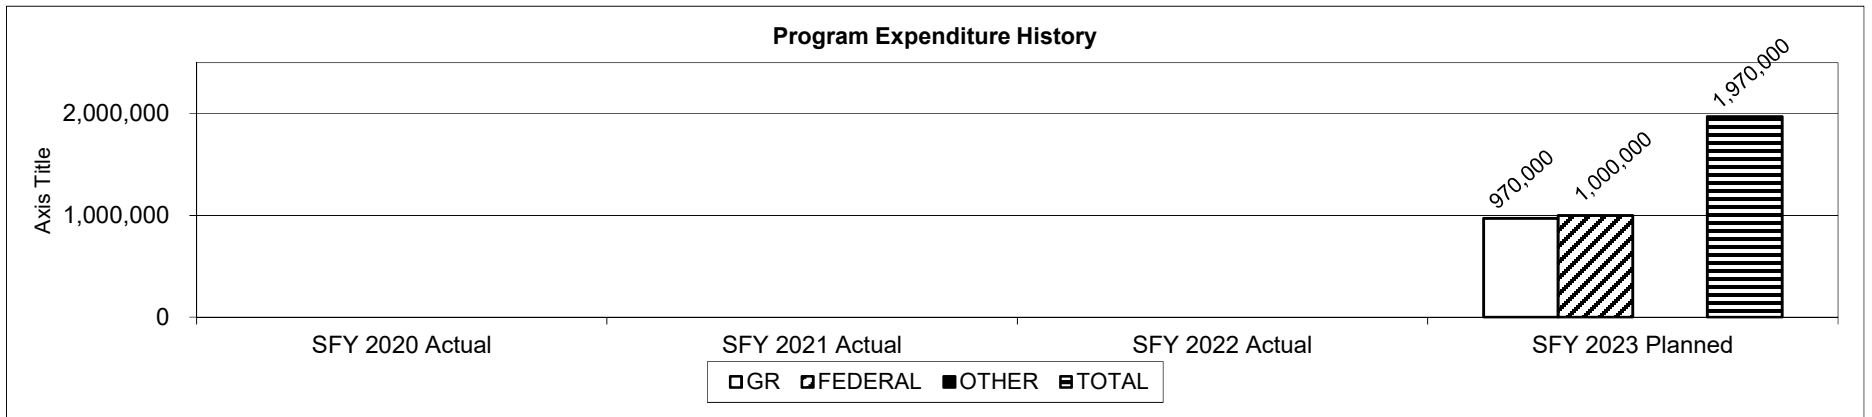 Program Expenditure History
Axis Title
2,000,000
1,000,000
0
970,000
1,000,000
1,970,000
SFY 2020 Actual
SFY 2021 Actual
SFY 2022 Actual
SFY 2023 Planned
GR FEDERAL OTHER TOTAL